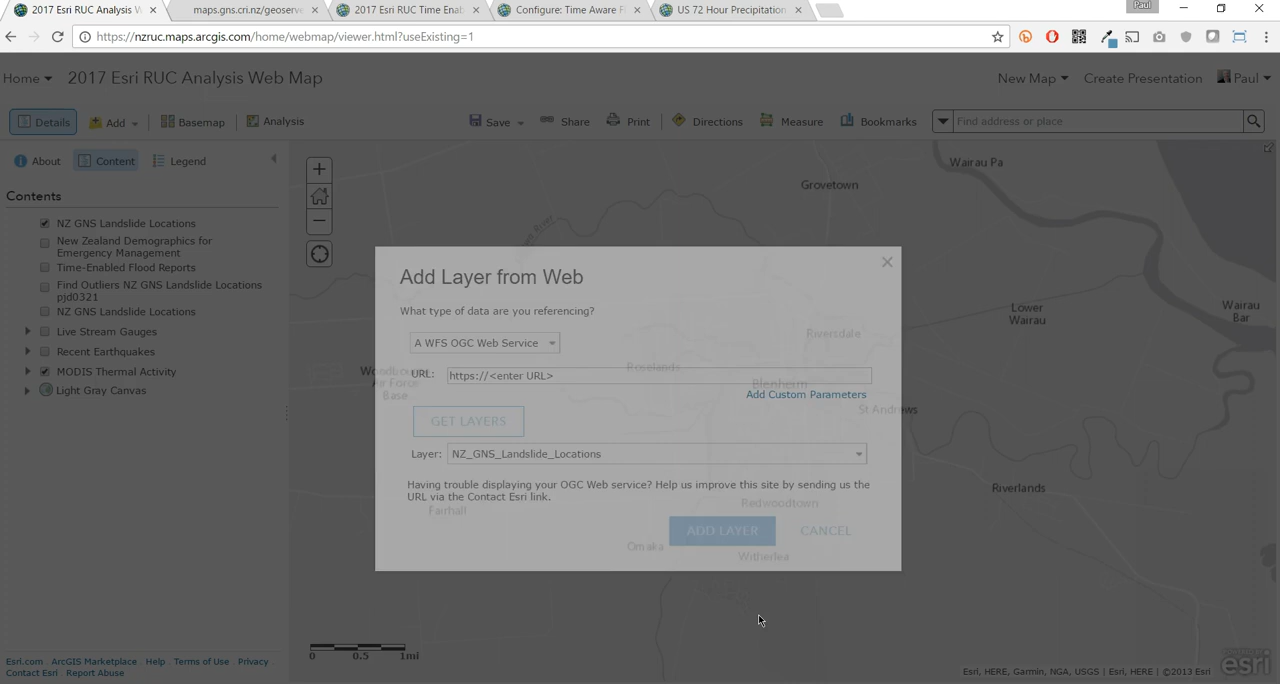 2017 Esri RUC Analysis W
maps.gns.cri.nz/geoserve
2017 Esri RUC Time Enab
Configure: Time Aware F
US 72 Hour Precipitation
Paul
https://nzruc.maps.arcgis.com/home/webmap/viewer.html?useExisting=1
Home
2017 Esri RUC Analysis Web Map
New Map
Create Presentation
Paul
Details
Add
Basemap
Analysis
Save
Share
Print
Directions
Measure
Bookmarks
Find address or place
About
Content
Legend
Contents
NZ GNS Landslide Locations
New Zealand Demographics for
Emergency Management
Time-Enabled Flood Reports
Find Outliers NZ GNS Landslide Locations
pjd0321
NZ GNS Landslide Locations
Live Stream Gauges
Recent Earthquakes
MODIS Thermal Activity
Light Gray Canvas
Esri.com
ArcGIS Marketplace
Help
Terms of Use
Privacy
Contact Esri
Report Abuse
Wairau Pa
Grovetown
Lower
Wairau
Wairau
Bar
Riverlands
St Andrews
Add Layer from Web
What type of data are you referencing?
A WFS OGC Web Service
Riversdale
URL:
https://<enter URL>
Roselands
Air Force
Base
Blenheim
Add Custom Parameters
GET LAYERS
Layer:
NZ_GNS_Landslide_Locations
Having trouble displaying your OGC Web service? Help us improve this site by sending us the
URL via the Contact Esri link.
Fairhall
Redwoodtown
ADD LAYER
CANCEL
Omaka
Witherlea
0 0.5 1mi
Esri, HERE, Garmin, NGA, USGS | Esri, HERE | ©2013 Esri
esri